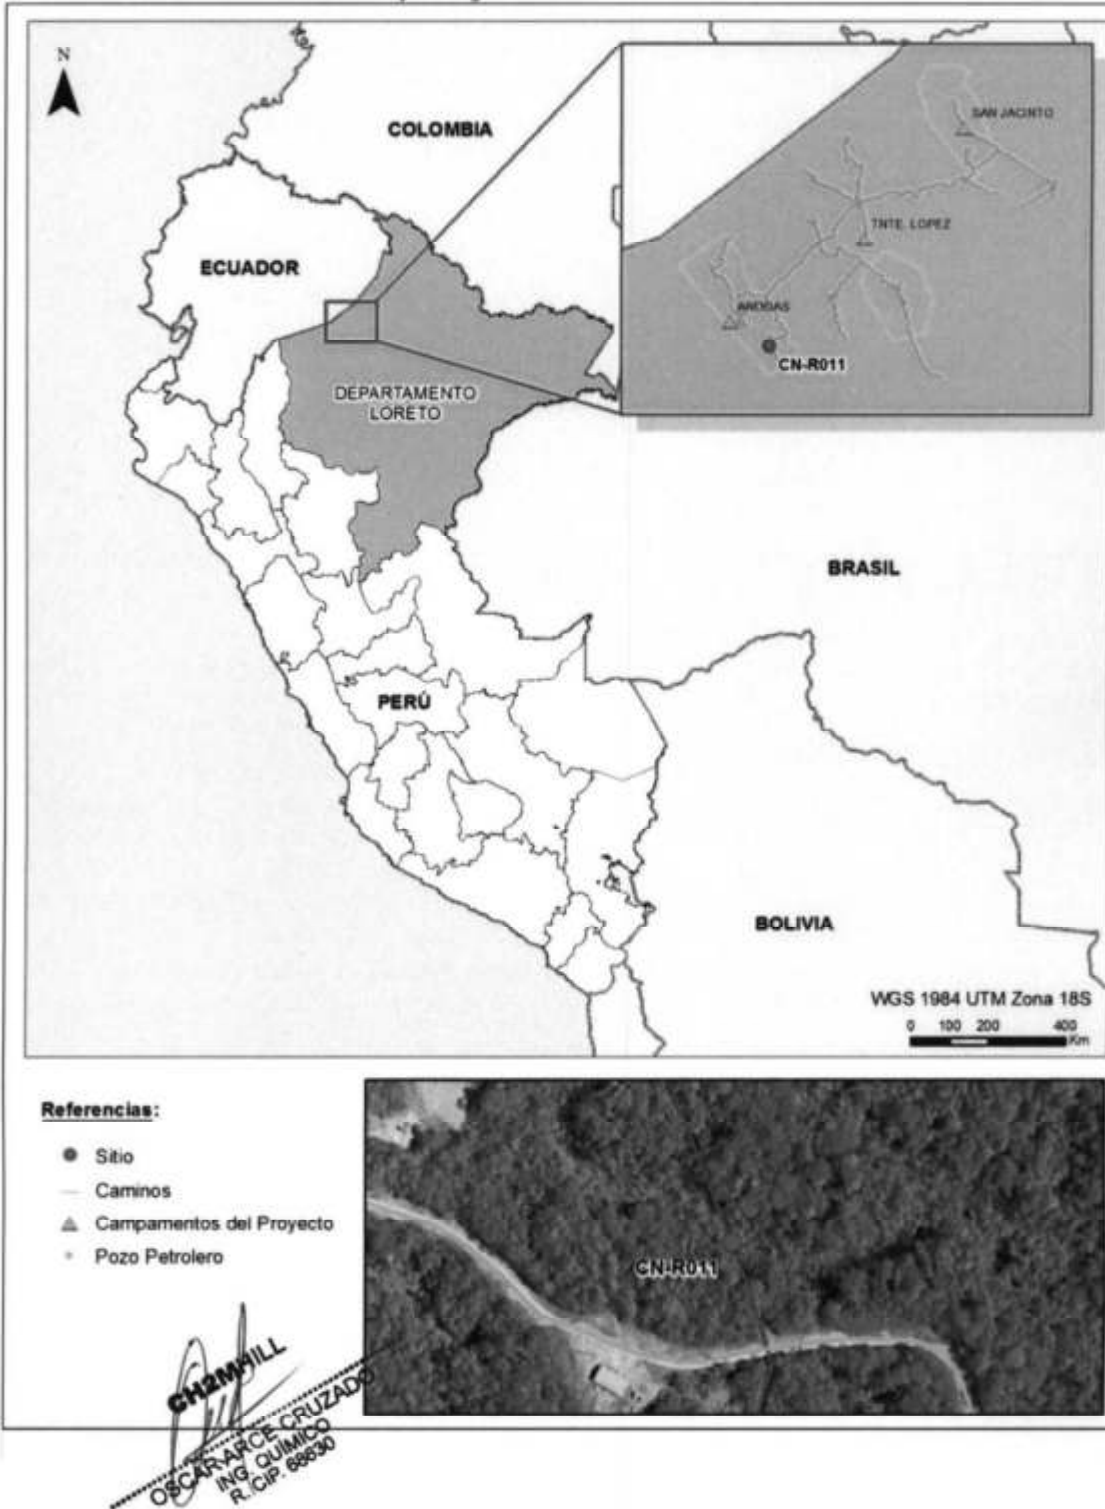 N
COLOMBIA
SAN JACINTO
TNTE. LOPEZ
ECUADOR
ANDOAS
CN-R011
DEPARTAMENTO
LORETO
BRASIL
PERÚ
BOLIVIA
WGS 1984 UTM Zona 18S
0 100 200 400
Km
Referencias:
Sitio
Caminos
Campamentos del Proyecto
Pozo Petrolero
CN-R011
CH2MHILL
OSCAR ARCE CRUZADO
ING. QUÍMICO
R. CIP. 68630